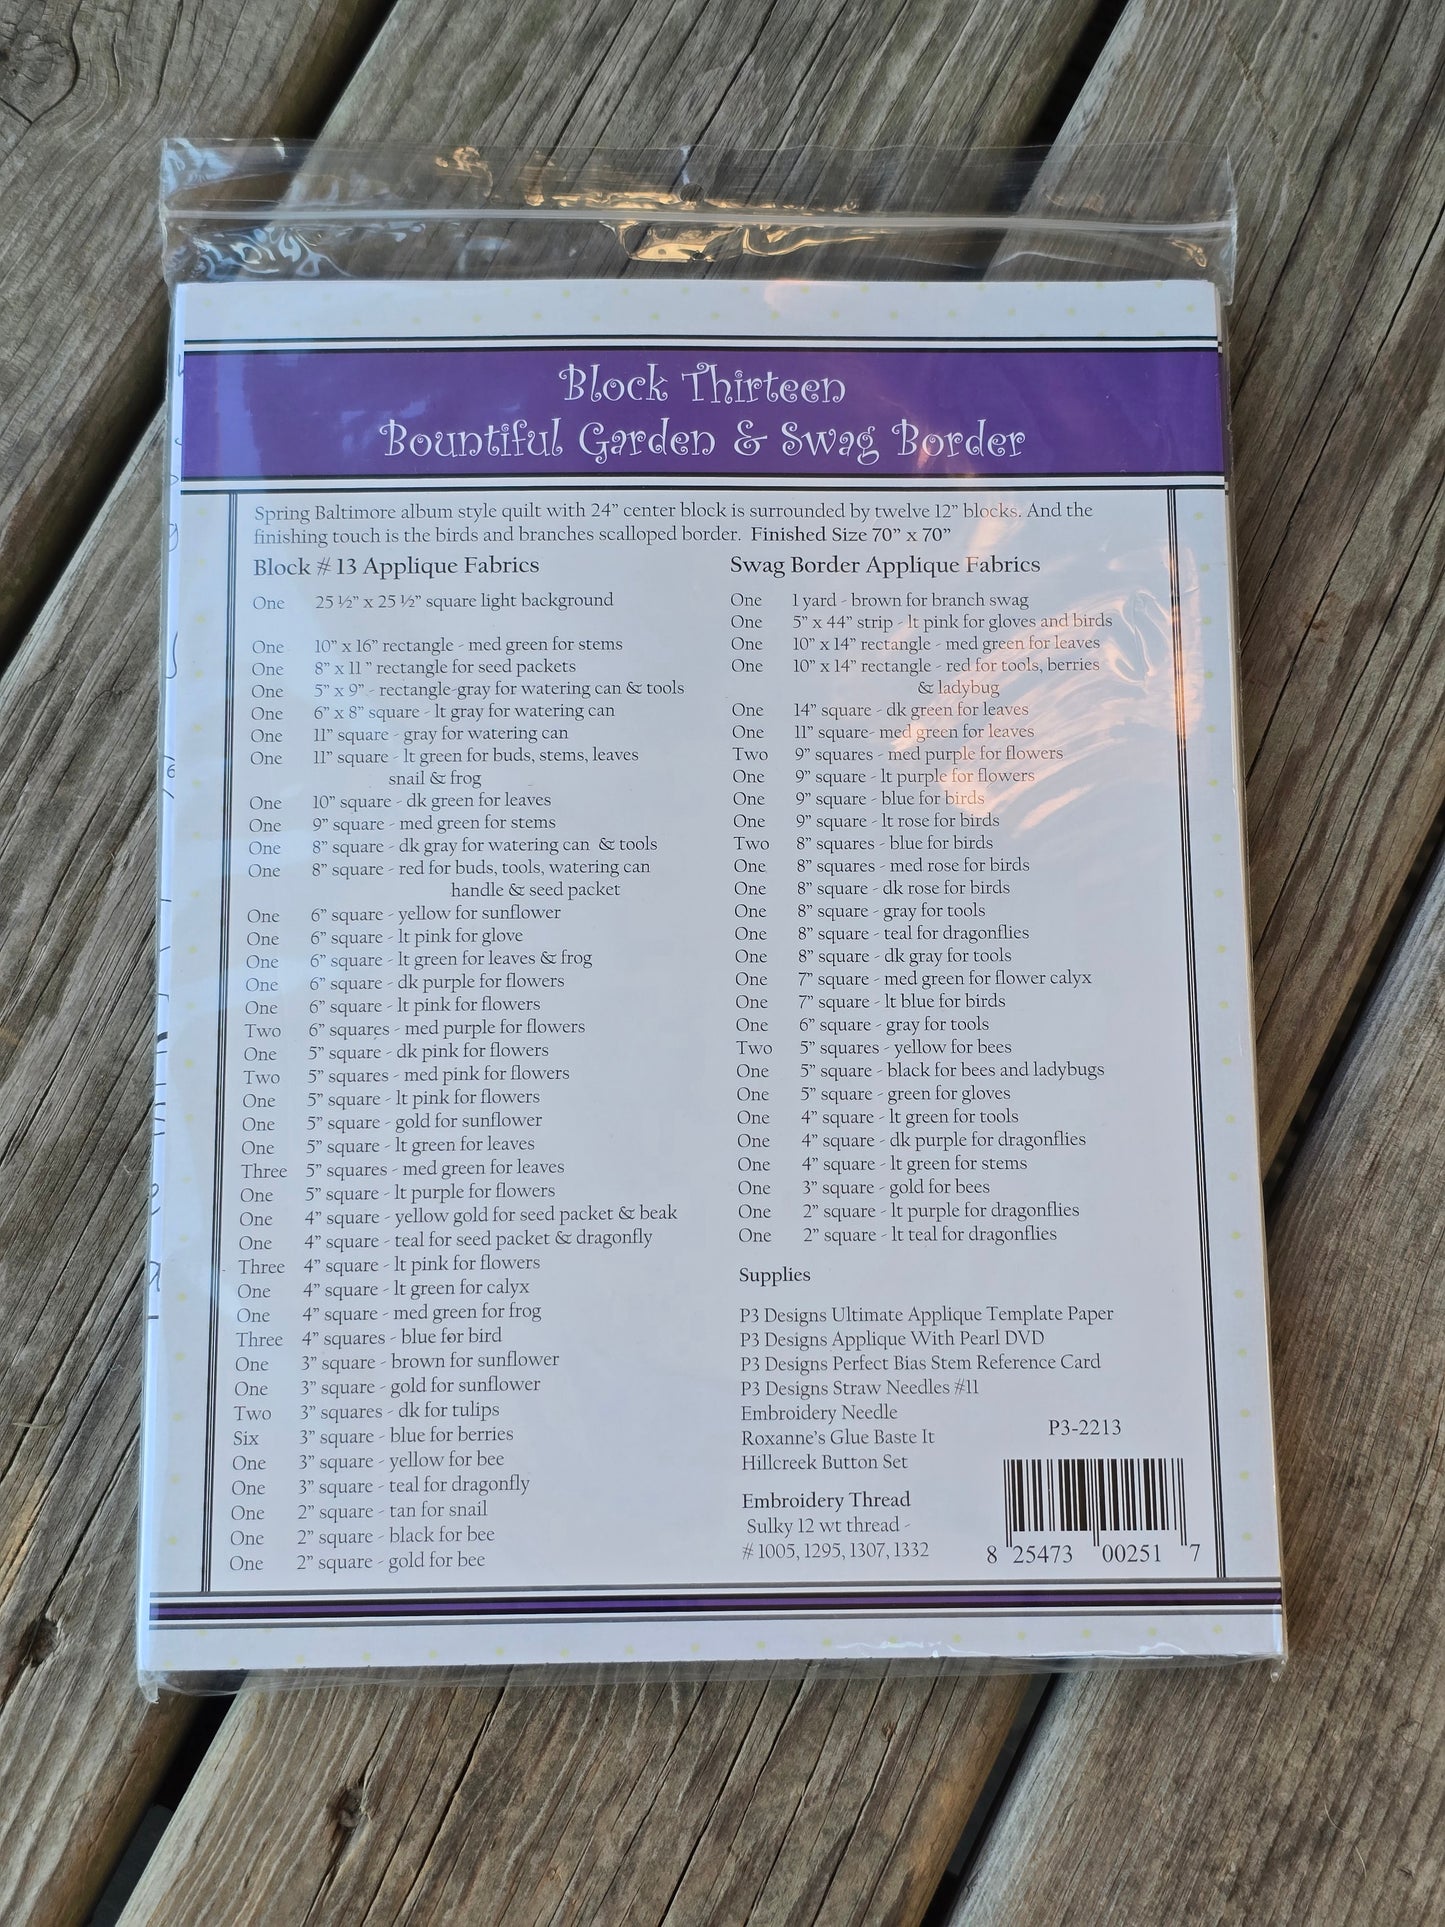 Block Thirteen
Bountiful Garden & Swag Border
Spring Baltimore album style quilt with 24” center block is surrounded by twelve 12” blocks. And the
finishing touch is the birds and branches scalloped border. Finished Size 70” x 70”
Block # 13 Applique Fabrics
One 25 ½” x 25 ½” square light background
One 10” x 16” rectangle - med green for stems
One 8” x 11 ” rectangle for seed packets
One 5” x 9” - rectangle-gray for watering can & tools
One 6” x 8” square - lt gray for watering can
One 11” square - gray for watering can
One 11” square - lt green for buds, stems, leaves
snail & frog
One 10” square - dk green for leaves
One 9” square - med green for stems
One 8” square - dk gray for watering can & tools
One 8” square - red for buds, tools, watering can
handle & seed packet
One 6” square - yellow for sunflower
One 6” square - lt pink for glove
One 6” square - lt green for leaves & frog
One 6” square - dk purple for flowers
One 6” square - lt pink for flowers
Two 6” squares - med purple for flowers
One 5” square - dk pink for flowers
Two 5” squares - med pink for flowers
One 5” square - lt pink for flowers
One 5” square - gold for sunflower
One 5” square - lt green for leaves
Three 5” squares - med green for leaves
One 5” square - lt purple for flowers
One 4” square - yellow gold for seed packet & beak
One 4” square - teal for seed packet & dragonfly
Three 4” square - lt pink for flowers
One 4” square - lt green for calyx
One 4” square - med green for frog
Three 4” squares - blue for bird
One 3” square - brown for sunflower
One 3” square - gold for sunflower
Two 3” squares - dk for tulips
Six 3” square - blue for berries
One 3” square - yellow for bee
One 3” square - teal for dragonfly
One 2” square - tan for snail
One 2” square - black for bee
One 2” square - gold for bee
Swag Border Applique Fabrics
One 1 yard - brown for branch swag
One 5” x 44” strip - lt pink for gloves and birds
One 10” x 14” rectangle - med green for leaves
One 10” x 14” rectangle - red for tools, berries
& ladybug
One 14” square - dk green for leaves
One 11” square- med green for leaves
Two 9” squares - med purple for flowers
One 9” square - lt purple for flowers
One 9” square - blue for birds
One 9” square - lt rose for birds
Two 8” squares - blue for birds
One 8” squares - med rose for birds
One 8” square - dk rose for birds
One 8” square - gray for tools
One 8” square - teal for dragonflies
One 8” square - dk gray for tools
One 7” square - med green for flower calyx
One 7” square - lt blue for birds
One 6” square - gray for tools
Two 5” squares - yellow for bees
One 5” square - black for bees and ladybugs
One 5” square - green for gloves
One 4” square - lt green for tools
One 4” square - dk purple for dragonflies
One 4” square - lt green for stems
One 3” square - gold for bees
One 2” square - lt purple for dragonflies
One 2” square - lt teal for dragonflies
Supplies
P3 Designs Ultimate Applique Template Paper
P3 Designs Applique With Pearl DVD
P3 Designs Perfect Bias Stem Reference Card
P3 Designs Straw Needles #11
Embroidery Needle
Roxanne’s Glue Baste It
Hillcreek Button Set
Embroidery Thread
Sulky 12 wt thread -
# 1005, 1295, 1307, 1332
P3-2213
8 25473 00251 7